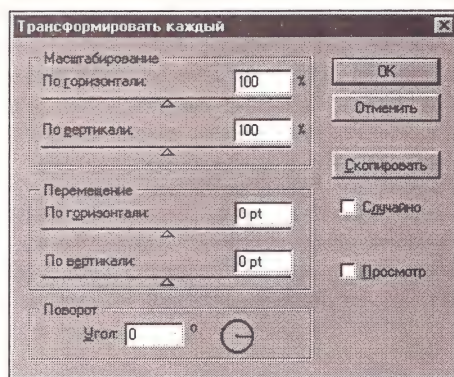 Трансформировать каждый
Масштабирование
По горизонтали: 100 %
По вертикали: 100 %
Перемещение
По горизонтали: 0 pt
По вертикали: 0 pt
Поворот
Угол: 0 °
OK
Отменить
Скопировать
Случайно
Просмотр